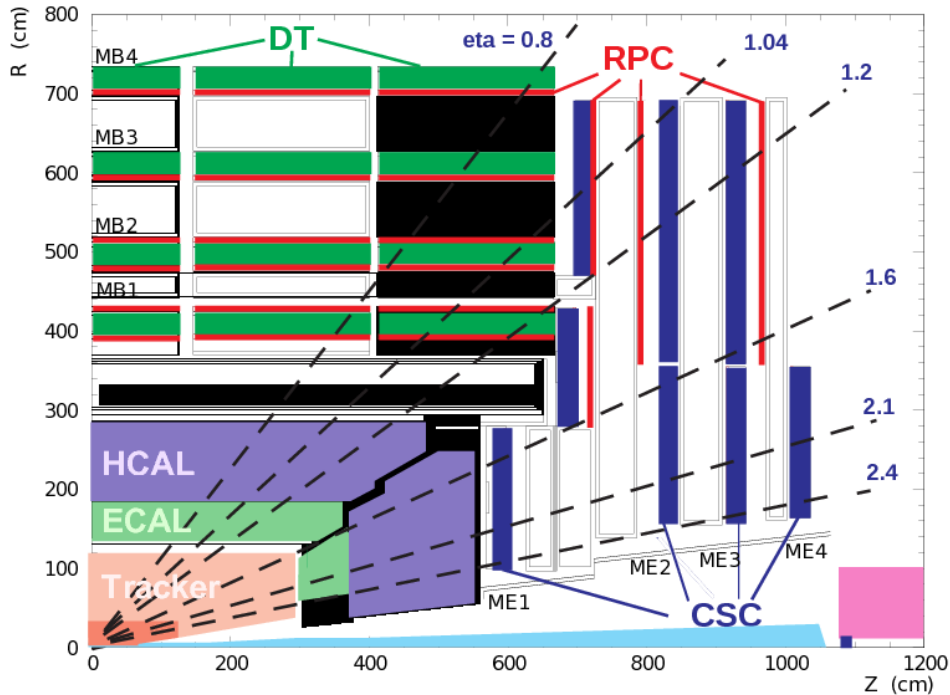 R (cm)
800
700
600
500
400
300
200
100
0
MB4
MB3
MB2
MB1
DT
eta = 0.8
RPC
1.04
1.2
1.6
2.1
2.4
HCAL
ECAL
Tracker
ME1
ME2
ME3
ME4
CSC
0
200
400
600
800
1000
1200
Z (cm)